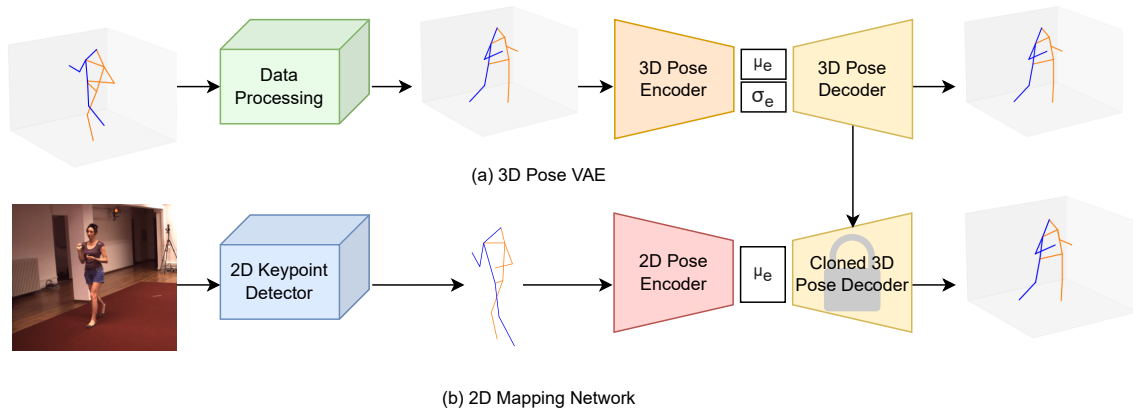 Data
Processing
3D Pose
Encoder
μe
σe
3D Pose
Decoder
(a) 3D Pose VAE
2D Keypoint
Detector
2D Pose
Encoder
μe
Cloned 3D
Pose Decoder
(b) 2D Mapping Network